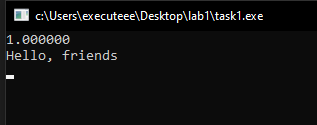 c:\Users\executeee\Desktop\lab1\task1.exe
1.000000
Hello, friends